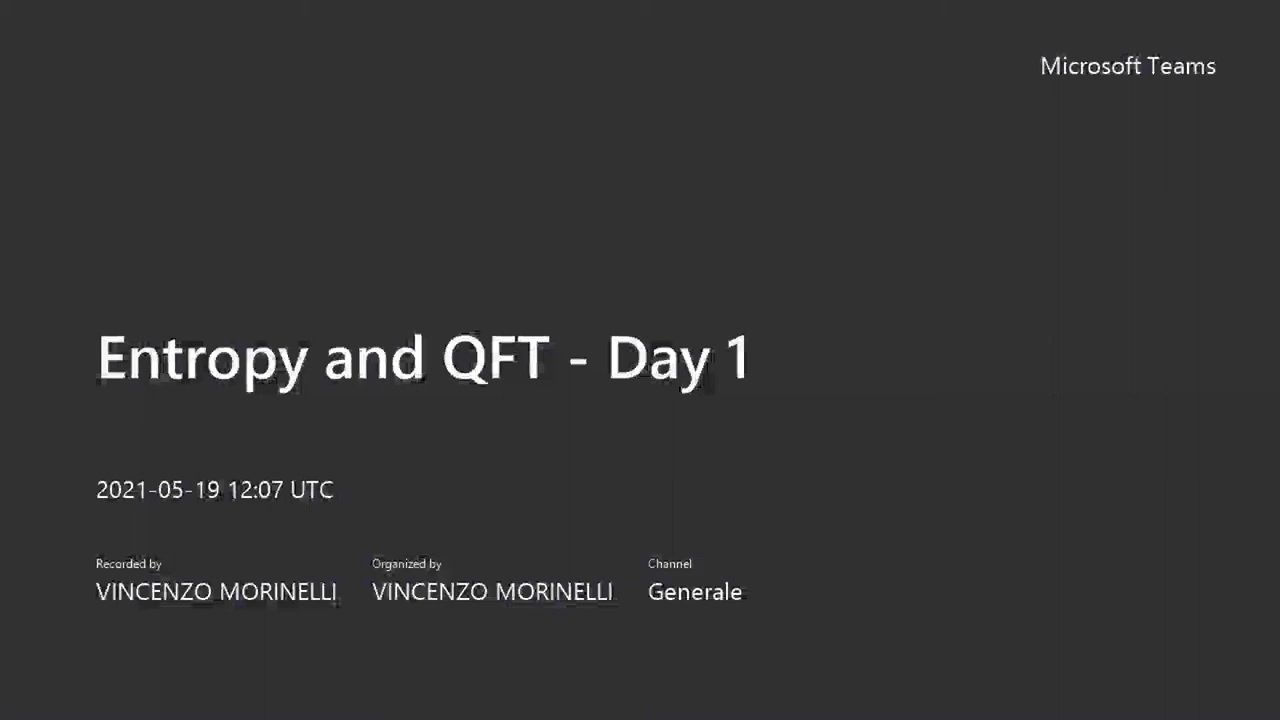 Microsoft Teams
Entropy and QFT - Day 1
2021-05-19 12:07 UTC
Recorded by
VINCENZO MORINELLI
Organized by
VINCENZO MORINELLI
Channel
Generale